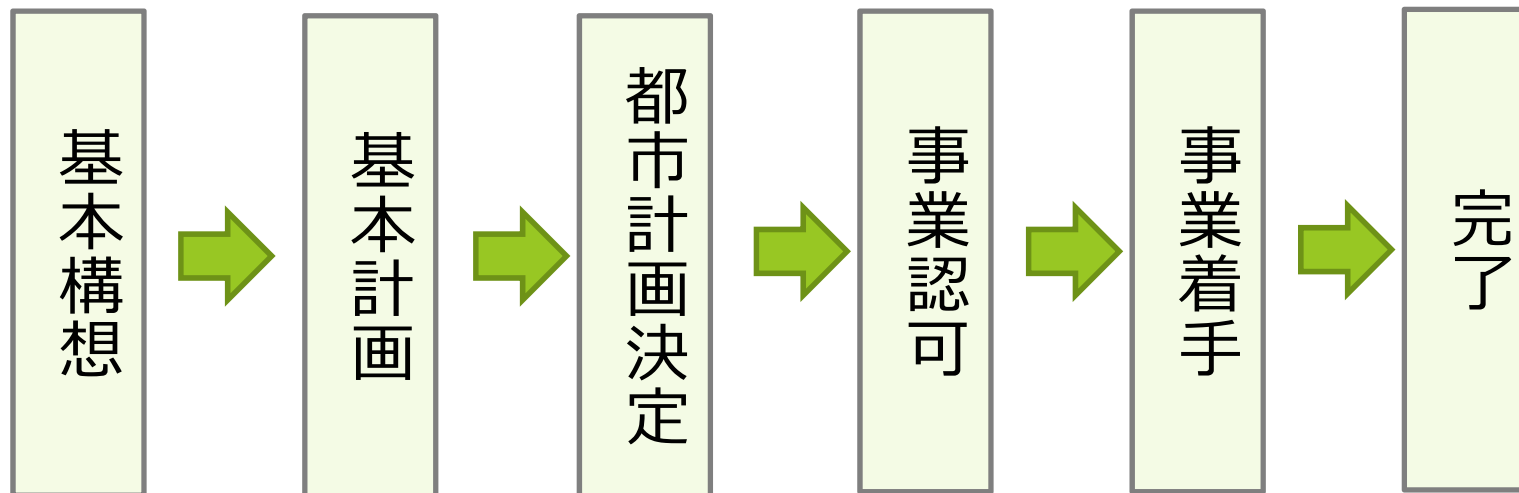 基本構想
基本計画
都市計画決定
事業認可
事業着手
完了